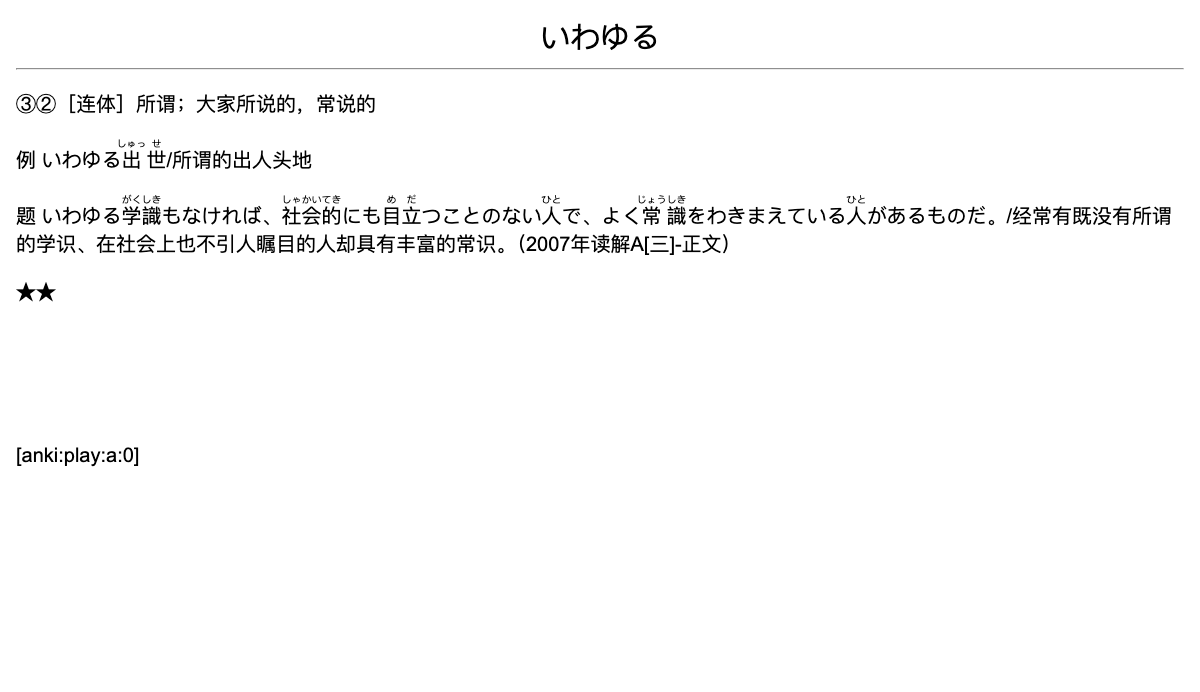 いわゆる
③②［连体］所谓；大家所说的，常说的
しゅっ せ
例 いわゆる出 世/所谓的出人头地
がくしき しゃかいてき め だ ひと じょうしき ひと
题 いわゆる学識もなければ、社会的にも目立つことのない人で、よく常 識をわきまえている人があるものだ。/经常有既没有所谓
的学识、在社会上也不引人瞩目的人却具有丰富的常识。（2007年读解A[三]-正文）
★★
[anki:play:a:0]